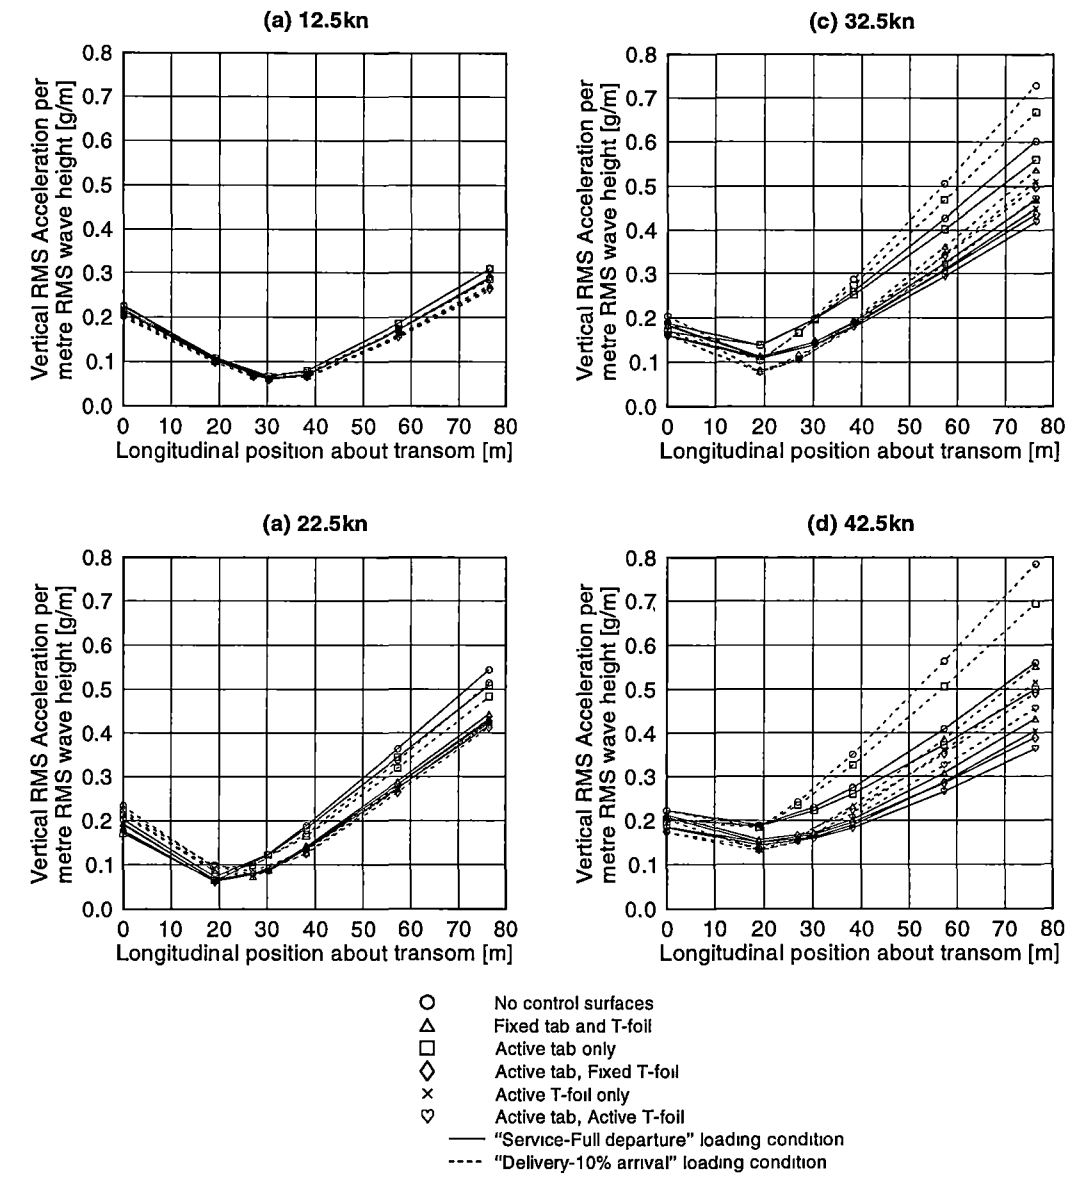 (a) 12.5kn
Vertical RMS Acceleration per
metre RMS wave height [g/m]
0.8
0.7
0.6
0.5
0.4
0.3
0.2
0.1
0.0
0 10 20 30 40 50 60 70 80
Longitudinal position about transom [m]
(c) 32.5kn
Vertical RMS Acceleration per
metre RMS wave height [g/m]
0.8
0.7
0.6
0.5
0.4
0.3
0.2
0.1
0.0
0 10 20 30 40 50 60 70 80
Longitudinal position about transom [m]
(a) 22.5kn
Vertical RMS Acceleration per
metre RMS wave height [g/m]
0.8
0.7
0.6
0.5
0.4
0.3
0.2
0.1
0.0
0 10 20 30 40 50 60 70 80
Longitudinal position about transom [m]
(d) 42.5kn
Vertical RMS Acceleration per
metre RMS wave height [g/m]
0.8
0.7
0.6
0.5
0.4
0.3
0.2
0.1
0.0
0 10 20 30 40 50 60 70 80
Longitudinal position about transom [m]
No control surfaces
Fixed tab and T-foil
Active tab only
Active tab, Fixed T-foil
Active T-foil only
Active tab, Active T-foil
“Service-Full departure” loading condition
“Delivery-10% arrival” loading condition